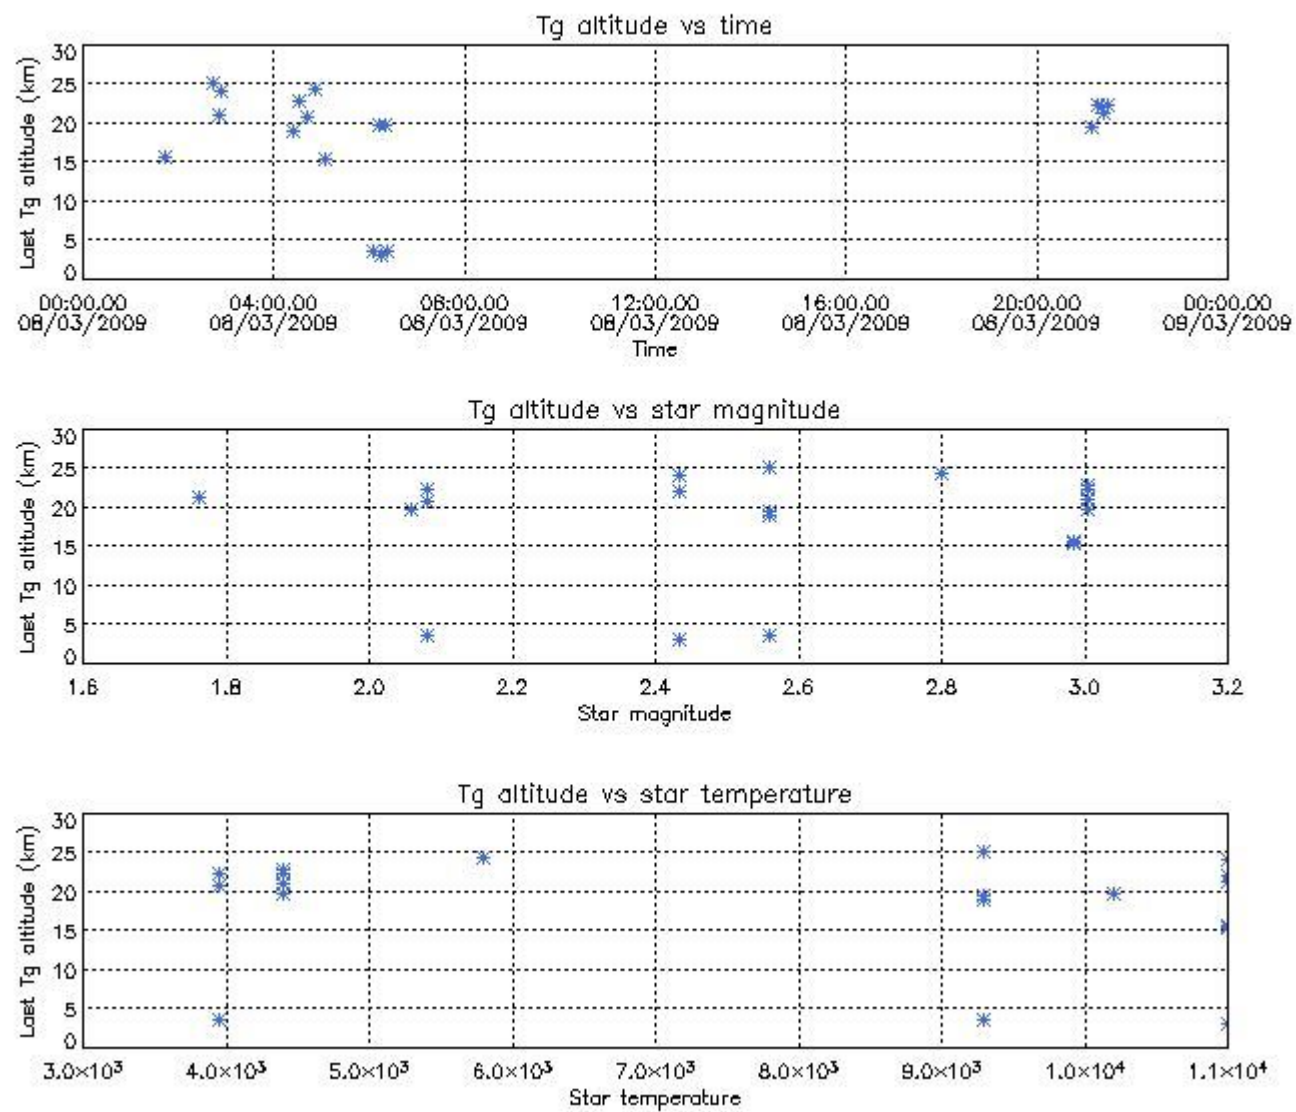 Tg altitude vs time
Last Tg altitude (km)
30
25
20
15
10
5
0
00:00.00 04:00.00 08:00.00 12:00.00 16:00.00 20:00.00 00:00.00
08/03/2009 08/03/2009 08/03/2009 08/03/2009 08/03/2009 08/03/2009 09/03/2009
Time
Tg altitude vs star magnitude
Last Tg altitude (km)
30
25
20
15
10
5
0
1.6 1.8 2.0 2.2 2.4 2.6 2.8 3.0 3.2
Star magnitude
Tg altitude vs star temperature
Last Tg altitude (km)
30
25
20
15
10
5
0
3.0×10³ 4.0×10³ 5.0×10³ 6.0×10³ 7.0×10³ 8.0×10³ 9.0×10³ 1.0×10⁴ 1.1×10⁴
Star temperature